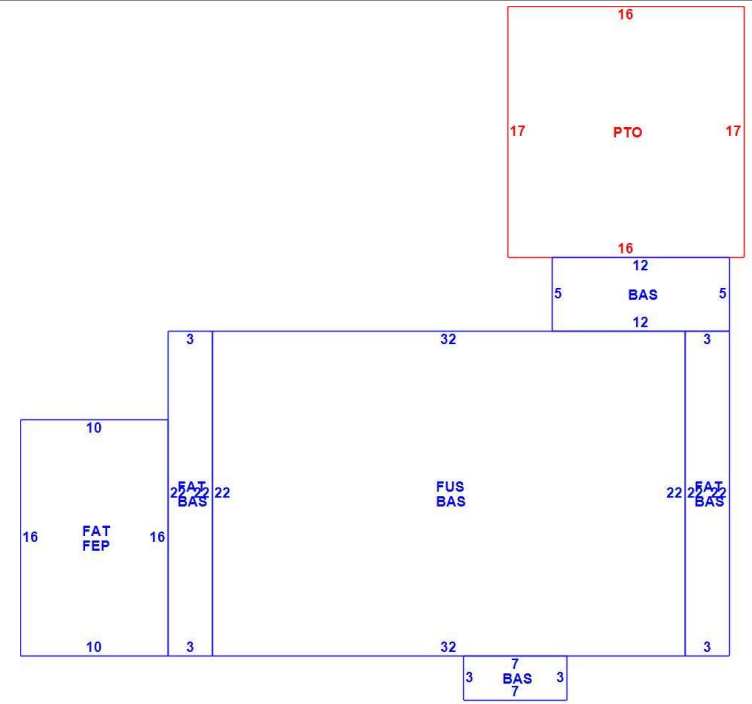 16
17 PTO 17
16
12
5 BAS 5
12
3 32 3
10
FAT FUS FAT
22 22 22 22 22 22
BAS BAS BAS
FAT
16 16
FEP
10 3 32 3
7
3 BAS 3
7